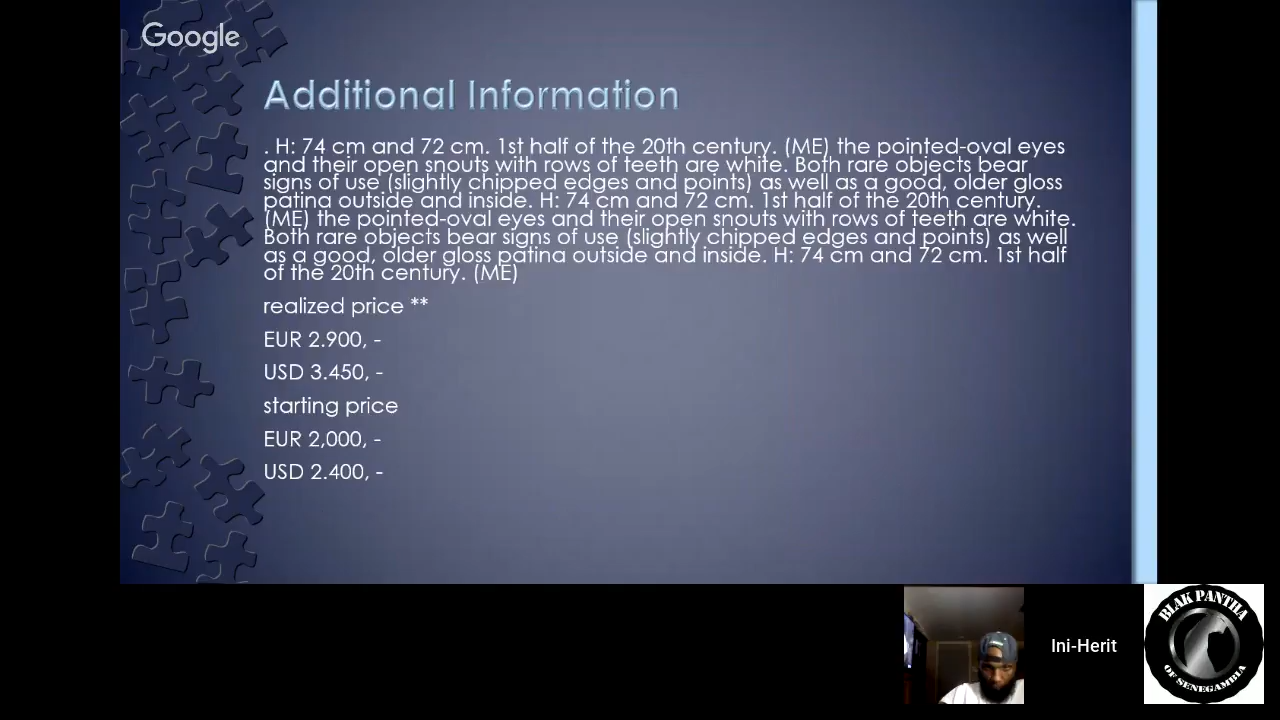 Google
Additional Information
. H: 74 cm and 72 cm. 1st half of the 20th century. (ME) the pointed-oval eyes
and their open snouts with rows of teeth are white. Both rare objects bear
signs of use (slightly chipped edges and points) as well as a good, older gloss
patina outside and inside. H: 74 cm and 72 cm. 1st half of the 20th century.
(ME) the pointed-oval eyes and their open snouts with rows of teeth are white.
Both rare objects bear signs of use (slightly chipped edges and points) as well
as a good, older gloss patina outside and inside. H: 74 cm and 72 cm. 1st half
of the 20th century. (ME)
realized price **
EUR 2.900, -
USD 3.450, -
starting price
EUR 2,000, -
USD 2.400, -
Ini-Herit
BLAK PANTHA
OF SENEGAMBIA